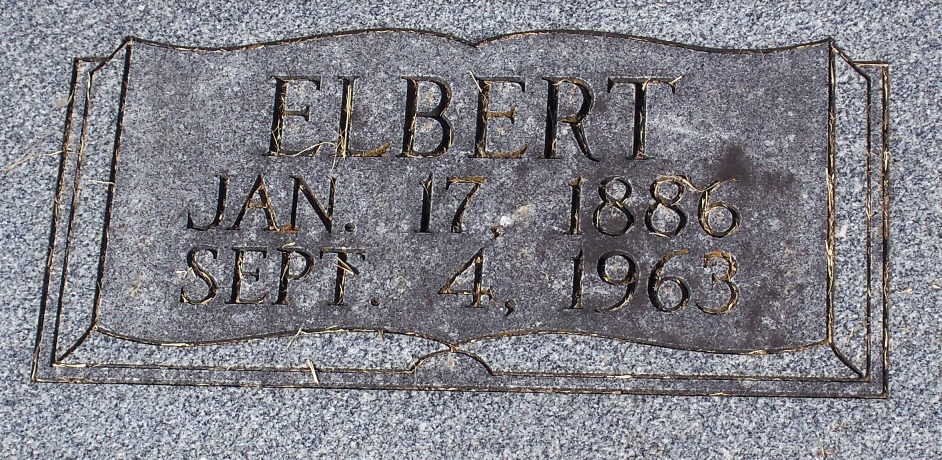 ELBERT
JAN. 17, 1886
SEPT. 4, 1963